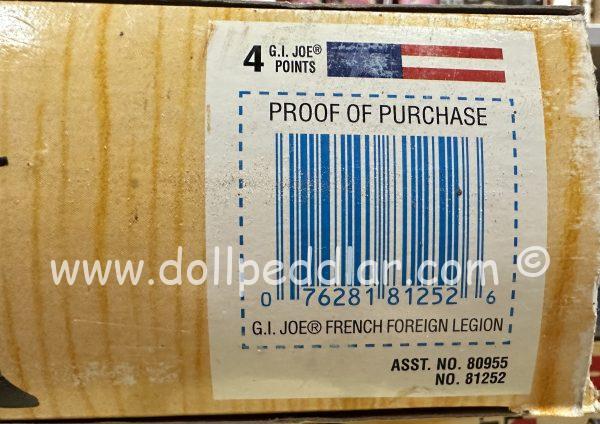 4 G.I. JOE®
POINTS
PROOF OF PURCHASE
www.dollpeddlar.com ©
0 76281 81252 6
G.I. JOE® FRENCH FOREIGN LEGION
ASST. NO. 80955
NO. 81252